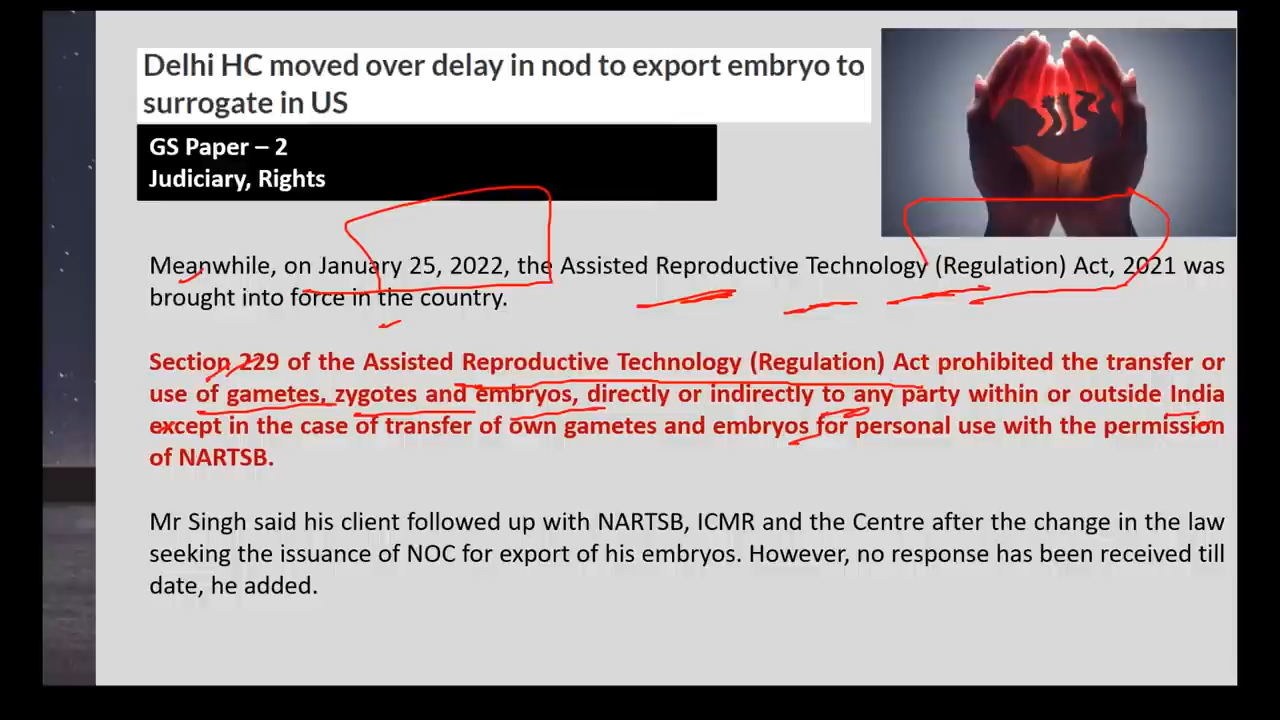 Delhi HC moved over delay in nod to export embryo to
surrogate in US
GS Paper – 2
Judiciary, Rights
Meanwhile, on January 25, 2022, the Assisted Reproductive Technology (Regulation) Act, 2021 was
brought into force in the country.
Section 229 of the Assisted Reproductive Technology (Regulation) Act prohibited the transfer or
use of gametes, zygotes and embryos, directly or indirectly to any party within or outside India
except in the case of transfer of own gametes and embryos for personal use with the permission
of NARTSB.
Mr Singh said his client followed up with NARTSB, ICMR and the Centre after the change in the law
seeking the issuance of NOC for export of his embryos. However, no response has been received till
date, he added.